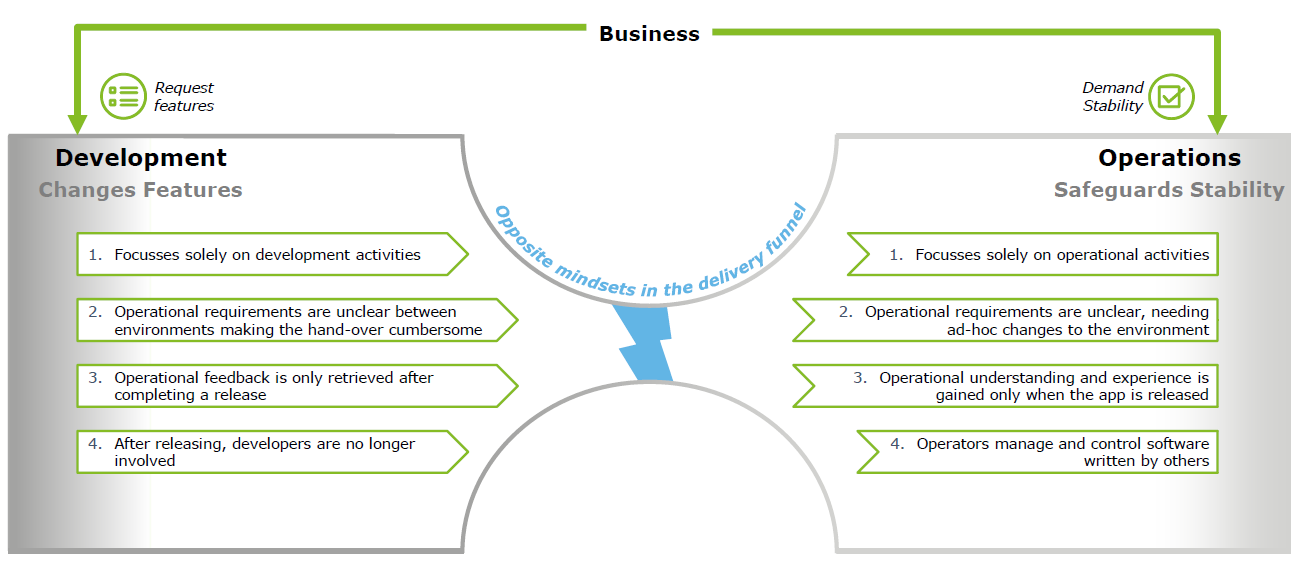 Business
Request
features
Demand
Stability
Development
Changes Features
Operations
Safeguards Stability
Opposite mindsets in the delivery funnel
1. Focusses solely on development activities
2. Operational requirements are unclear between
environments making the hand-over cumbersome
3. Operational feedback is only retrieved after
completing a release
4. After releasing, developers are no longer
involved
1. Focusses solely on operational activities
2. Operational requirements are unclear, needing
ad-hoc changes to the environment
3. Operational understanding and experience is
gained only when the app is released
4. Operators manage and control software
written by others